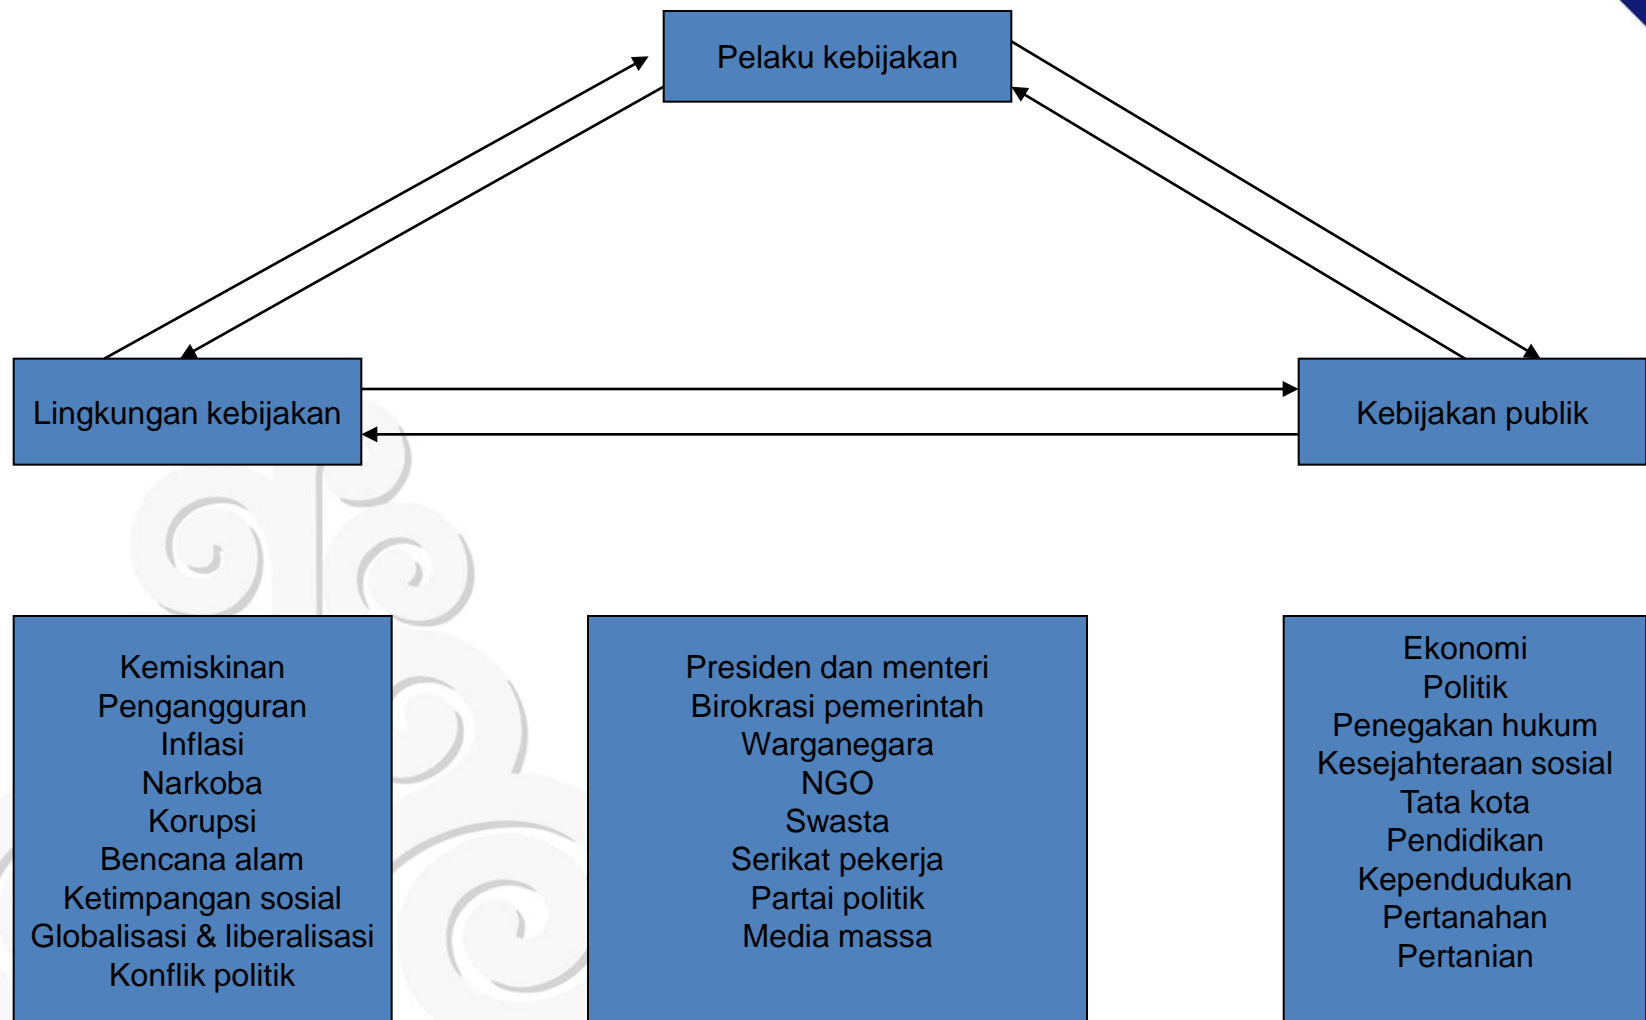 Pelaku kebijakan
Lingkungan kebijakan
Kebijakan publik
Kemiskinan
Pengangguran
Inflasi
Narkoba
Korupsi
Bencana alam
Ketimpangan sosial
Globalisasi & liberalisasi
Konflik politik
Presiden dan menteri
Birokrasi pemerintah
Warganegara
NGO
Swasta
Serikat pekerja
Partai politik
Media massa
Ekonomi
Politik
Penegakan hukum
Kesejahteraan sosial
Tata kota
Pendidikan
Kependudukan
Pertanahan
Pertanian